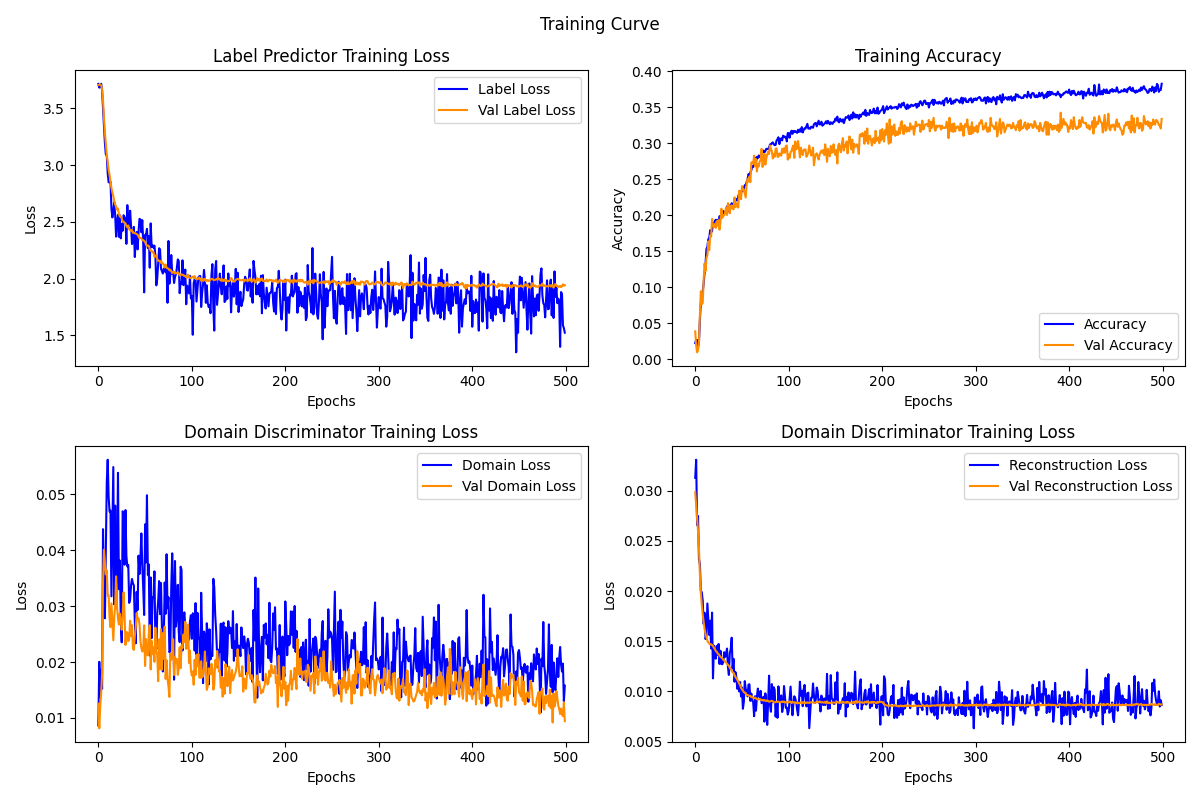 Training Curve
Label Predictor Training Loss
Loss
3.5
3.0
2.5
2.0
1.5
Label Loss
Val Label Loss
0
100
200
300
400
500
Epochs
Training Accuracy
Accuracy
0.40
0.35
0.30
0.25
0.20
0.15
0.10
0.05
0.00
Accuracy
Val Accuracy
0
100
200
300
400
500
Epochs
Domain Discriminator Training Loss
Loss
0.05
0.04
0.03
0.02
0.01
Domain Loss
Val Domain Loss
0
100
200
300
400
500
Epochs
Domain Discriminator Training Loss
Loss
0.030
0.025
0.020
0.015
0.010
0.005
Reconstruction Loss
Val Reconstruction Loss
0
100
200
300
400
500
Epochs